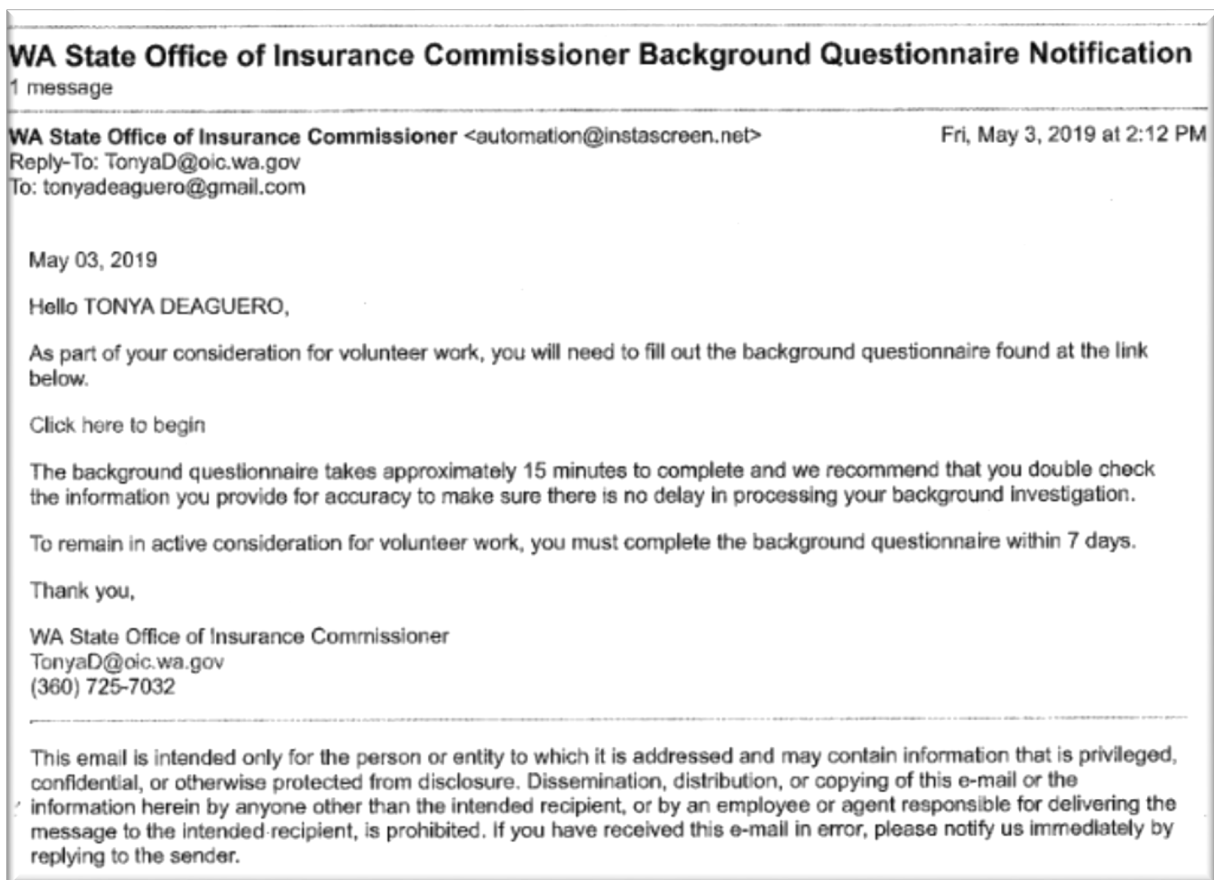 WA State Office of Insurance Commissioner Background Questionnaire Notification
1 message
WA State Office of Insurance Commissioner <automation@instascreen.net> Fri, May 3, 2019 at 2:12 PM
Reply-To: TonyaD@oic.wa.gov
To: tonyadeaguero@gmail.com
May 03, 2019
Hello TONYA DEAGUERO,
As part of your consideration for volunteer work, you will need to fill out the background questionnaire found at the link
below.
Click here to begin
The background questionnaire takes approximately 15 minutes to complete and we recommend that you double check
the information you provide for accuracy to make sure there is no delay in processing your background investigation.
To remain in active consideration for volunteer work, you must complete the background questionnaire within 7 days.
Thank you,
WA State Office of Insurance Commissioner
TonyaD@oic.wa.gov
(360) 725-7032
This email is intended only for the person or entity to which it is addressed and may contain information that is privileged,
confidential, or otherwise protected from disclosure. Dissemination, distribution, or copying of this e-mail or the
information herein by anyone other than the intended recipient, or by an employee or agent responsible for delivering the
message to the intended recipient, is prohibited. If you have received this e-mail in error, please notify us immediately by
replying to the sender.